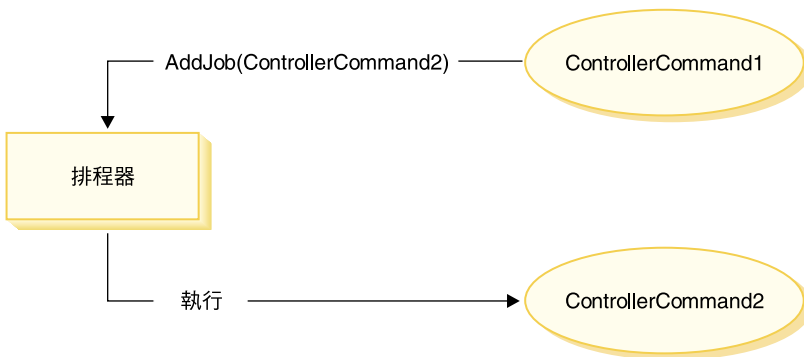 AddJob(ControllerCommand2)
ControllerCommand1
排程器
執行
ControllerCommand2